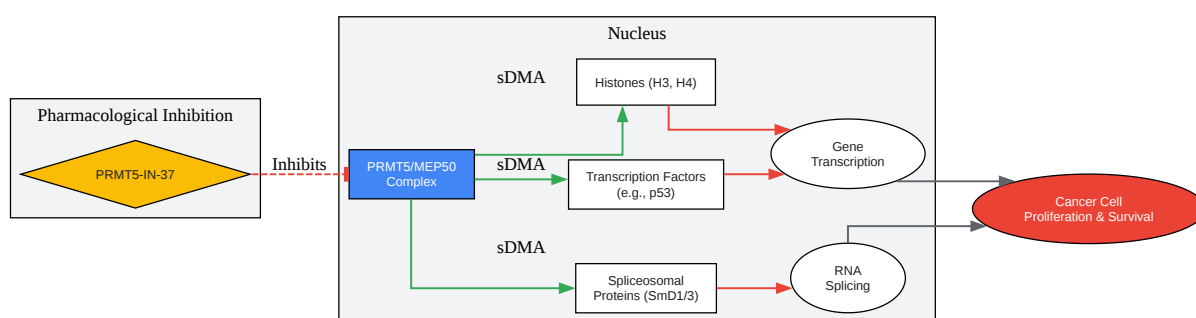 Nucleus
sDMA
Histones (H3, H4)
Pharmacological Inhibition
PRMT5-IN-37
Inhibits
PRMT5/MEP50
Complex
sDMA
Transcription Factors
(e.g., p53)
Gene
Transcription
Cancer Cell
Proliferation & Survival
sDMA
Spliceosomal
Proteins (SmD1/3)
RNA
Splicing